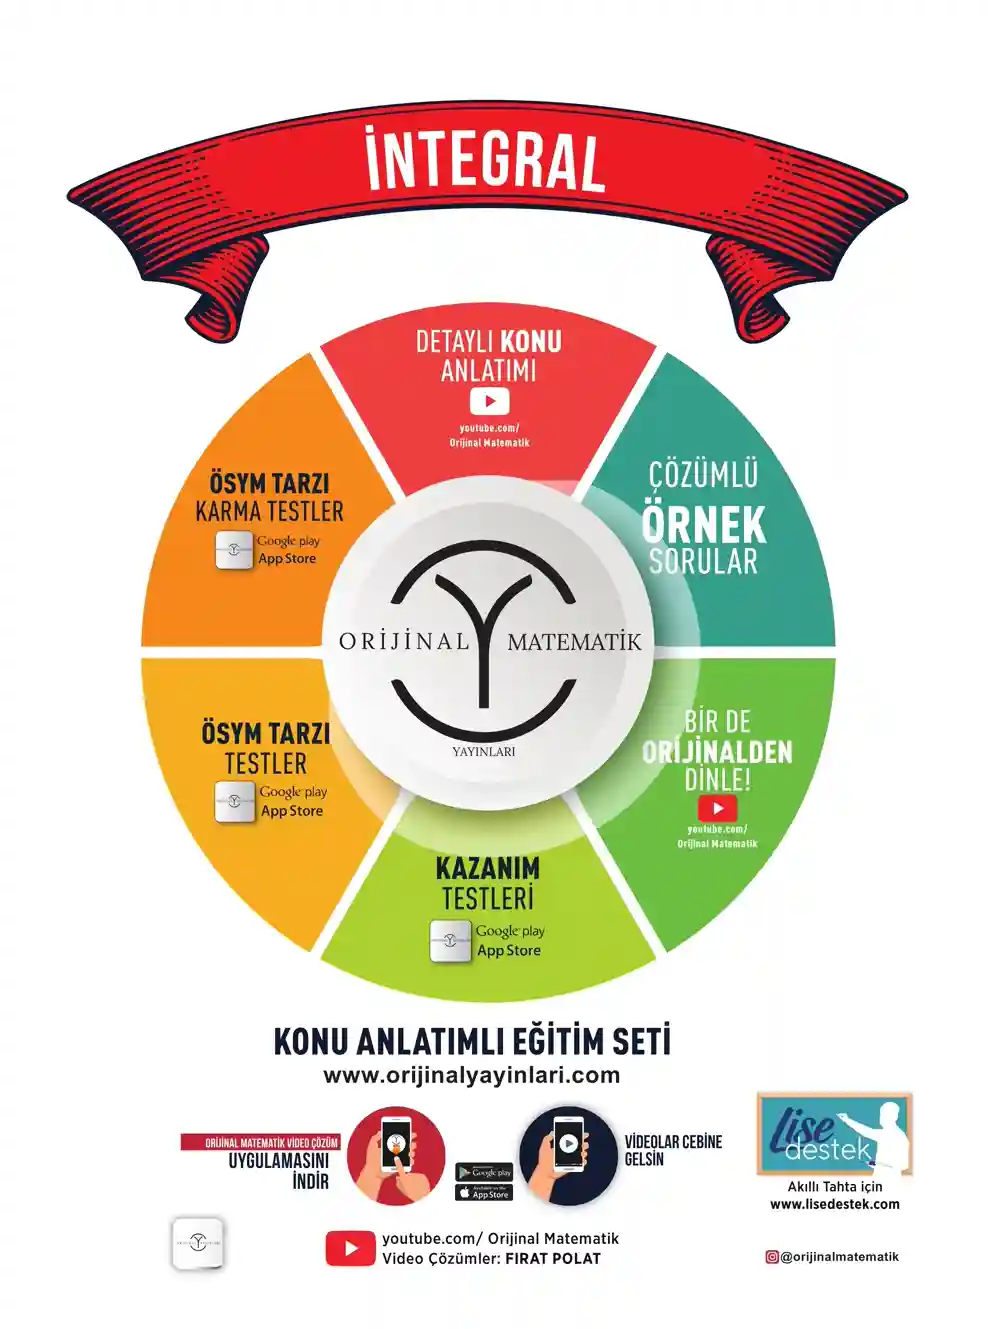 İNTEGRAL
DETAYLI KONU
ANLATIMI
youtube.com/
Orijinal Matematik
ÇÖZÜMLÜ
ÖRNEK
SORULAR
BİR DE
ORİJİNALDEN
DİNLE!
youtube.com/
Orijinal Matematik
KAZANIM
TESTLERİ
Google play
App Store
ÖSYM TARZI
TESTLER
Google play
App Store
ÖSYM TARZI
KARMA TESTLER
Google play
App Store
ORİJİNAL MATEMATİK
YAYINLARI
KONU ANLATIMLI EĞİTİM SETİ
www.orijinalyayinlari.com
ORİJİNAL MATEMATİK VİDEO ÇÖZÜM
UYGULAMASINI
İNDİR
Google play
App Store
VİDEOLAR CEBİNE
GELSİN
Lise
destek
Akıllı Tahta için
www.lisedestek.com
youtube.com/ Orijinal Matematik
Video Çözümler: FIRAT POLAT
@orijinalmatematik